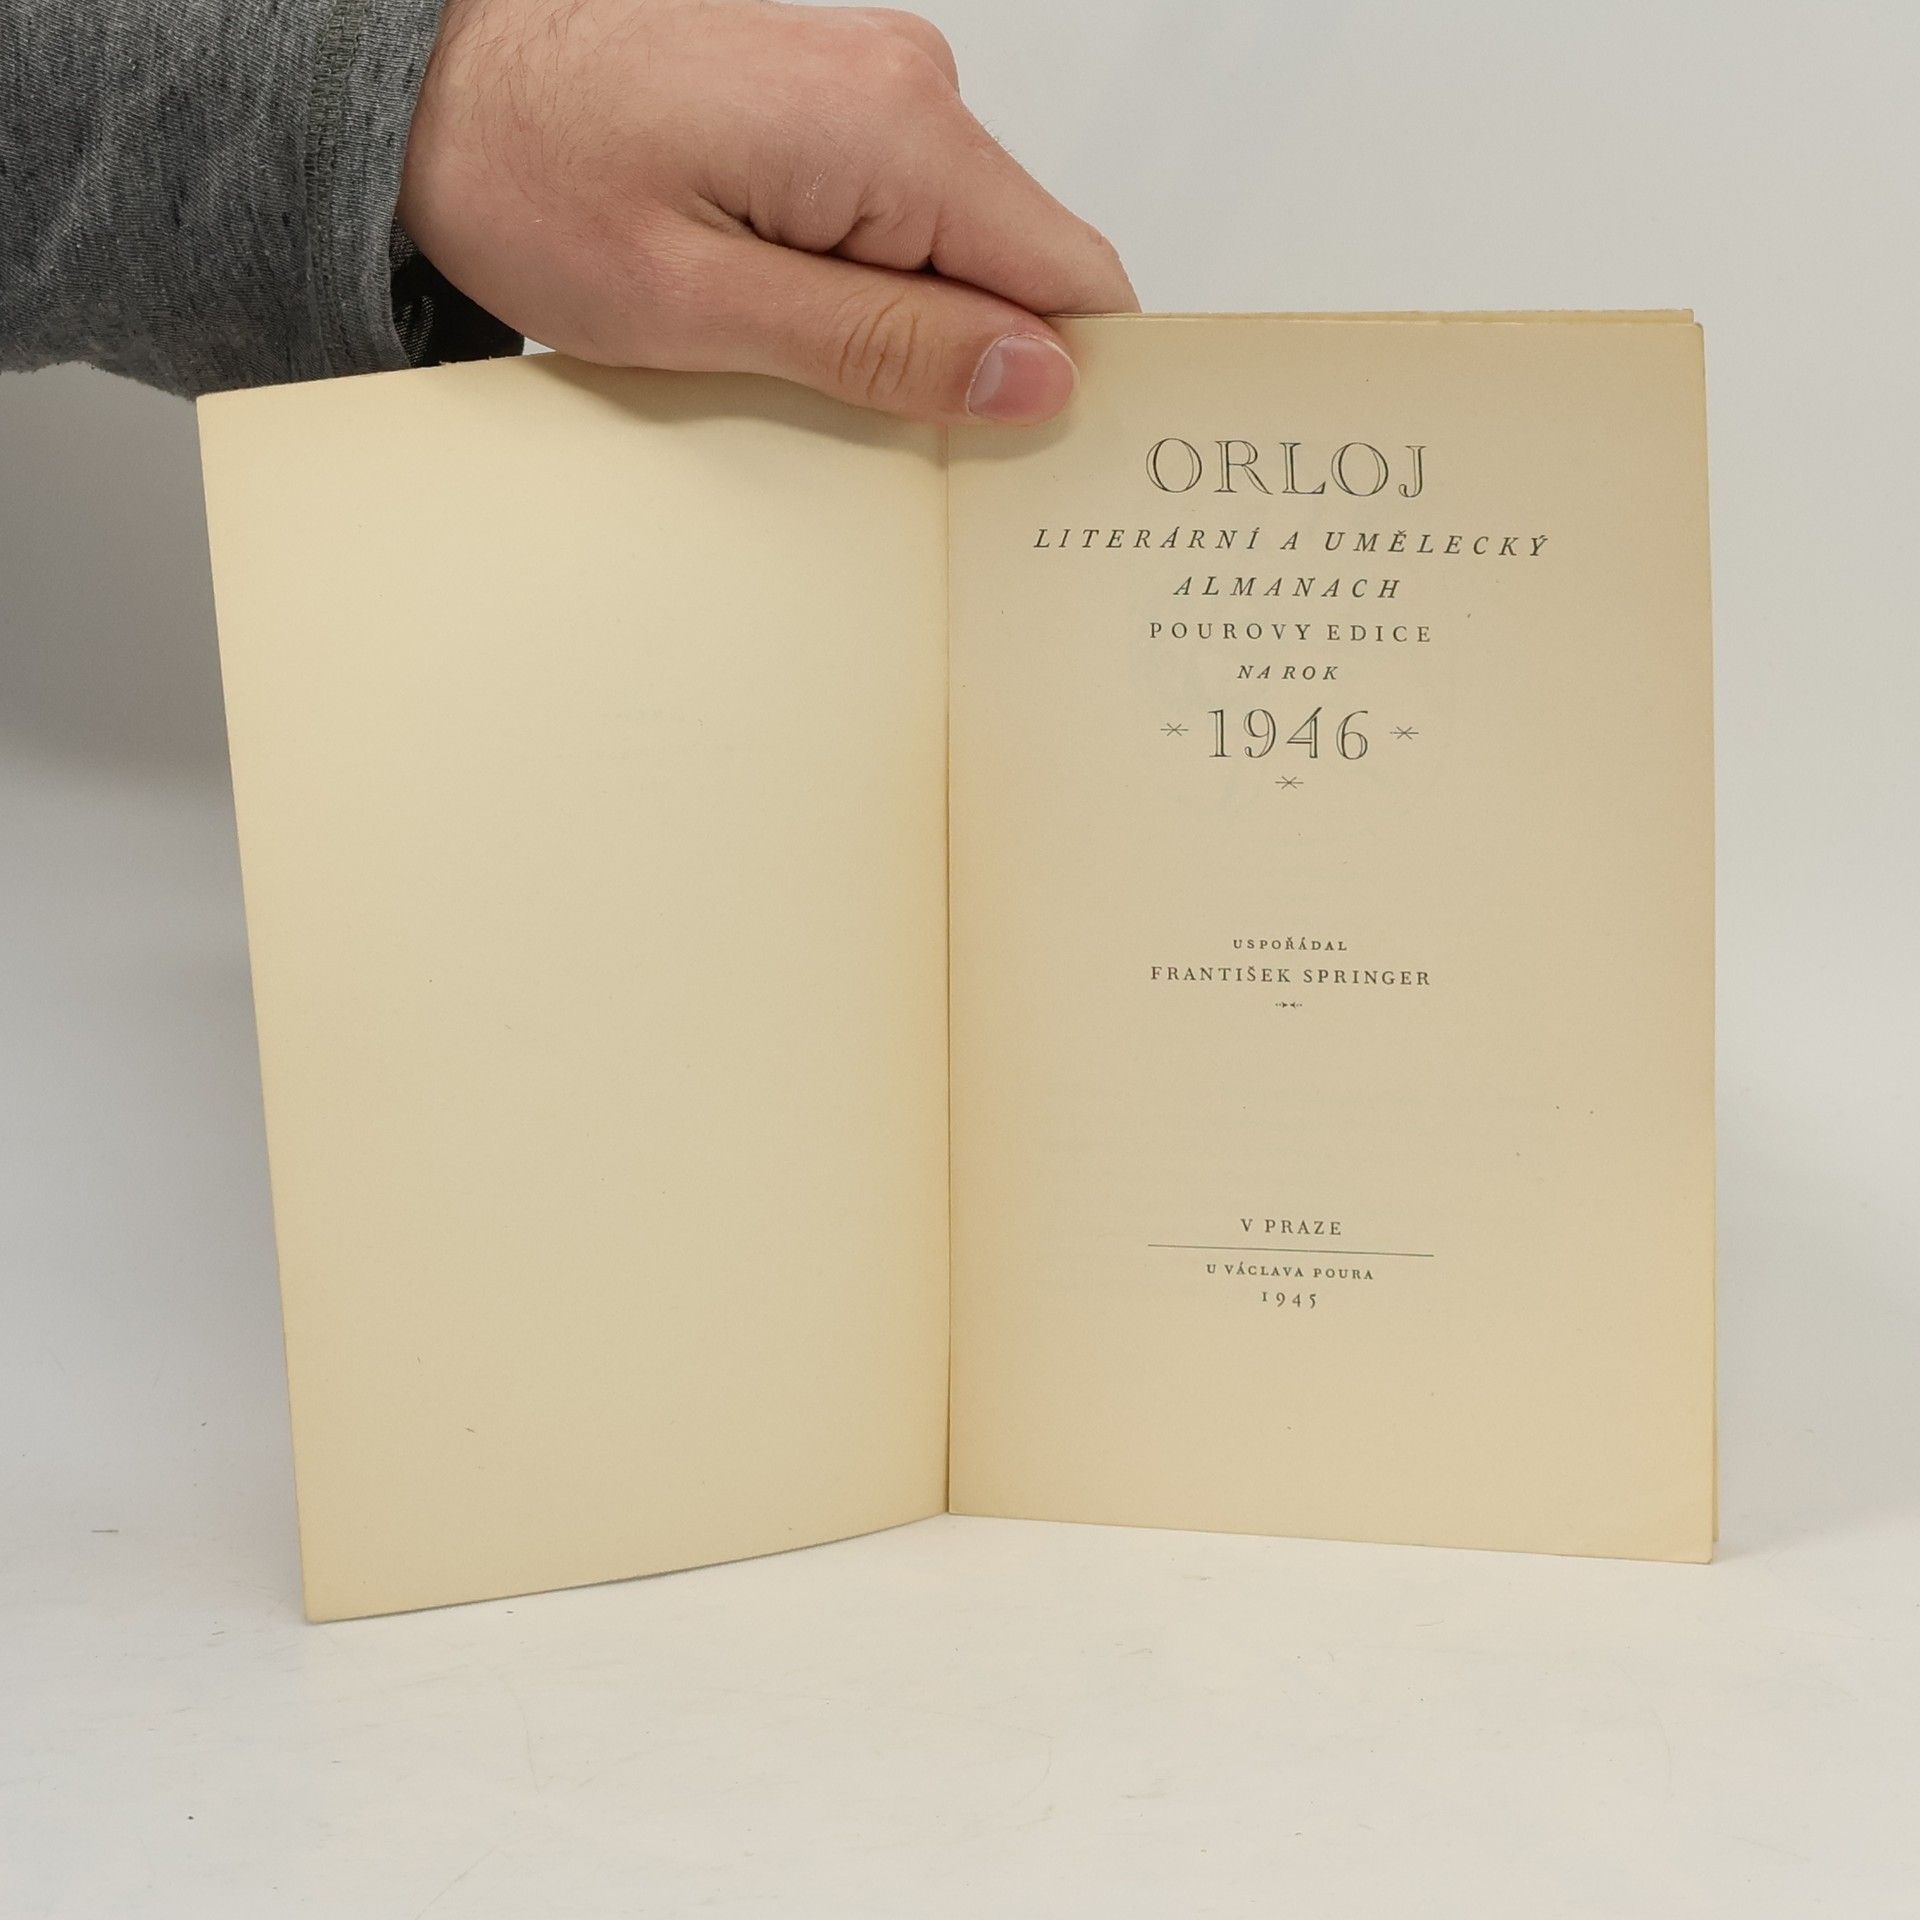 ORLOJ
LITERÁRNÍ A UMĚLECKÝ
ALMANACH
POUROVY EDICE
NA ROK
* 1946 *
*
USPOŘÁDAL
FRANTIŠEK SPRINGER
V PRAZE
U VÁCLAVA POURA
1945